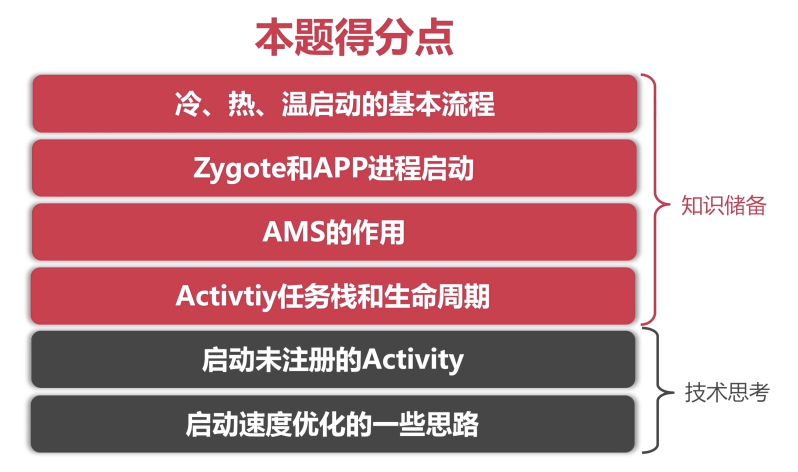 本题得分点
冷、热、温启动的基本流程
Zygote和APP进程启动
AMS的作用
Activtiy任务栈和生命周期
知识储备
启动未注册的Activity
启动速度优化的一些思路
技术思考